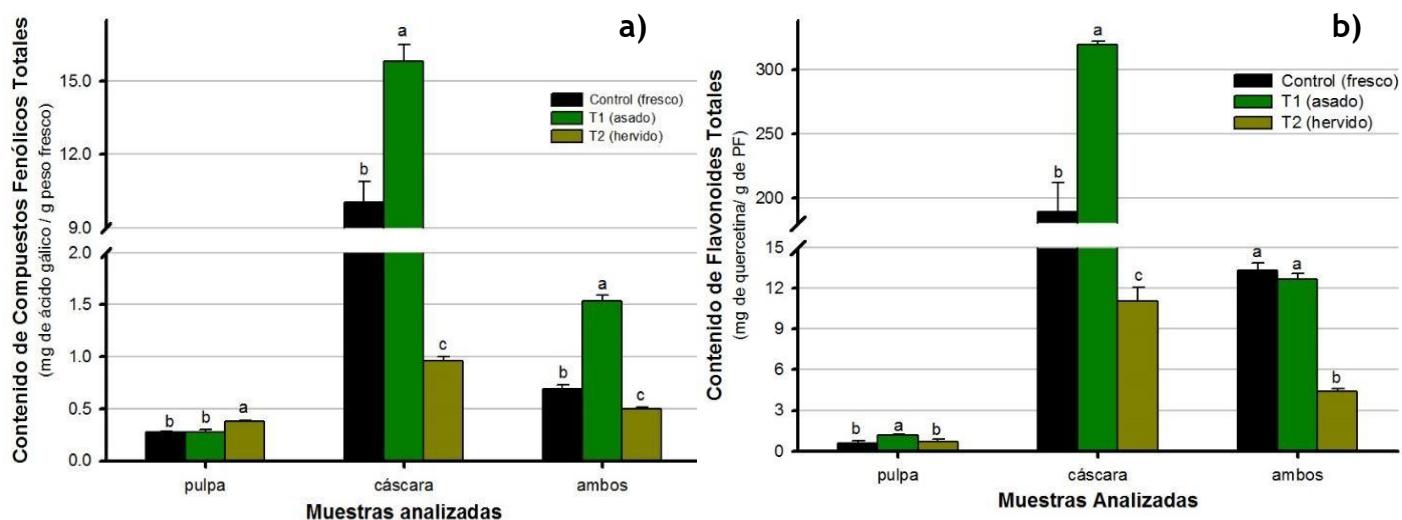 a)
Contenido de Compuestos Fenólicos Totales
(mg de ácido gálico / g peso fresco)
15.0
12.0
9.0
2.0
1.5
1.0
0.5
0.0
Control (fresco)
T1 (asado)
T2 (hervido)
b
b
a
b
a
c
b
a
c
pulpa
cáscara
ambos
Muestras analizadas
b)
Contenido de Flavonoides Totales
(mg de quercetina/ g de PF)
300
250
200
15
12
9
6
3
0
Control (fresco)
T1 (asado)
T2 (hervido)
b
a
b
b
a
c
a
a
b
pulpa
cáscara
ambos
Muestras Analizadas